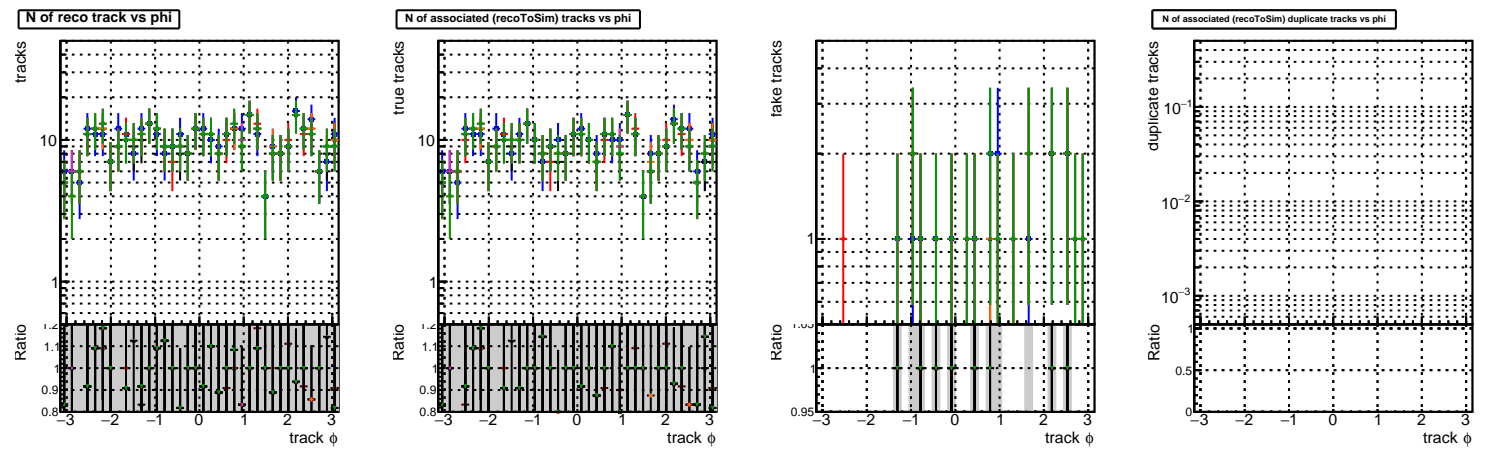 N of reco track vs phi
tracks
10
1
Ratio
1.2
1.1
1
0.9
0.8
−3 −2 −1 0 1 2 3
track ϕ
N of associated (recoToSim) tracks vs phi
true tracks
10
1
Ratio
1.2
1.1
1
0.9
0.8
−3 −2 −1 0 1 2 3
track ϕ
fake tracks
1
Ratio
1.05
1
0.95
−3 −2 −1 0 1 2 3
track ϕ
N of associated (recoToSim) duplicate tracks vs phi
duplicate tracks
10⁻¹
10⁻²
10⁻³
Ratio
1
0.5
0
−3 −2 −1 0 1 2 3
track ϕ